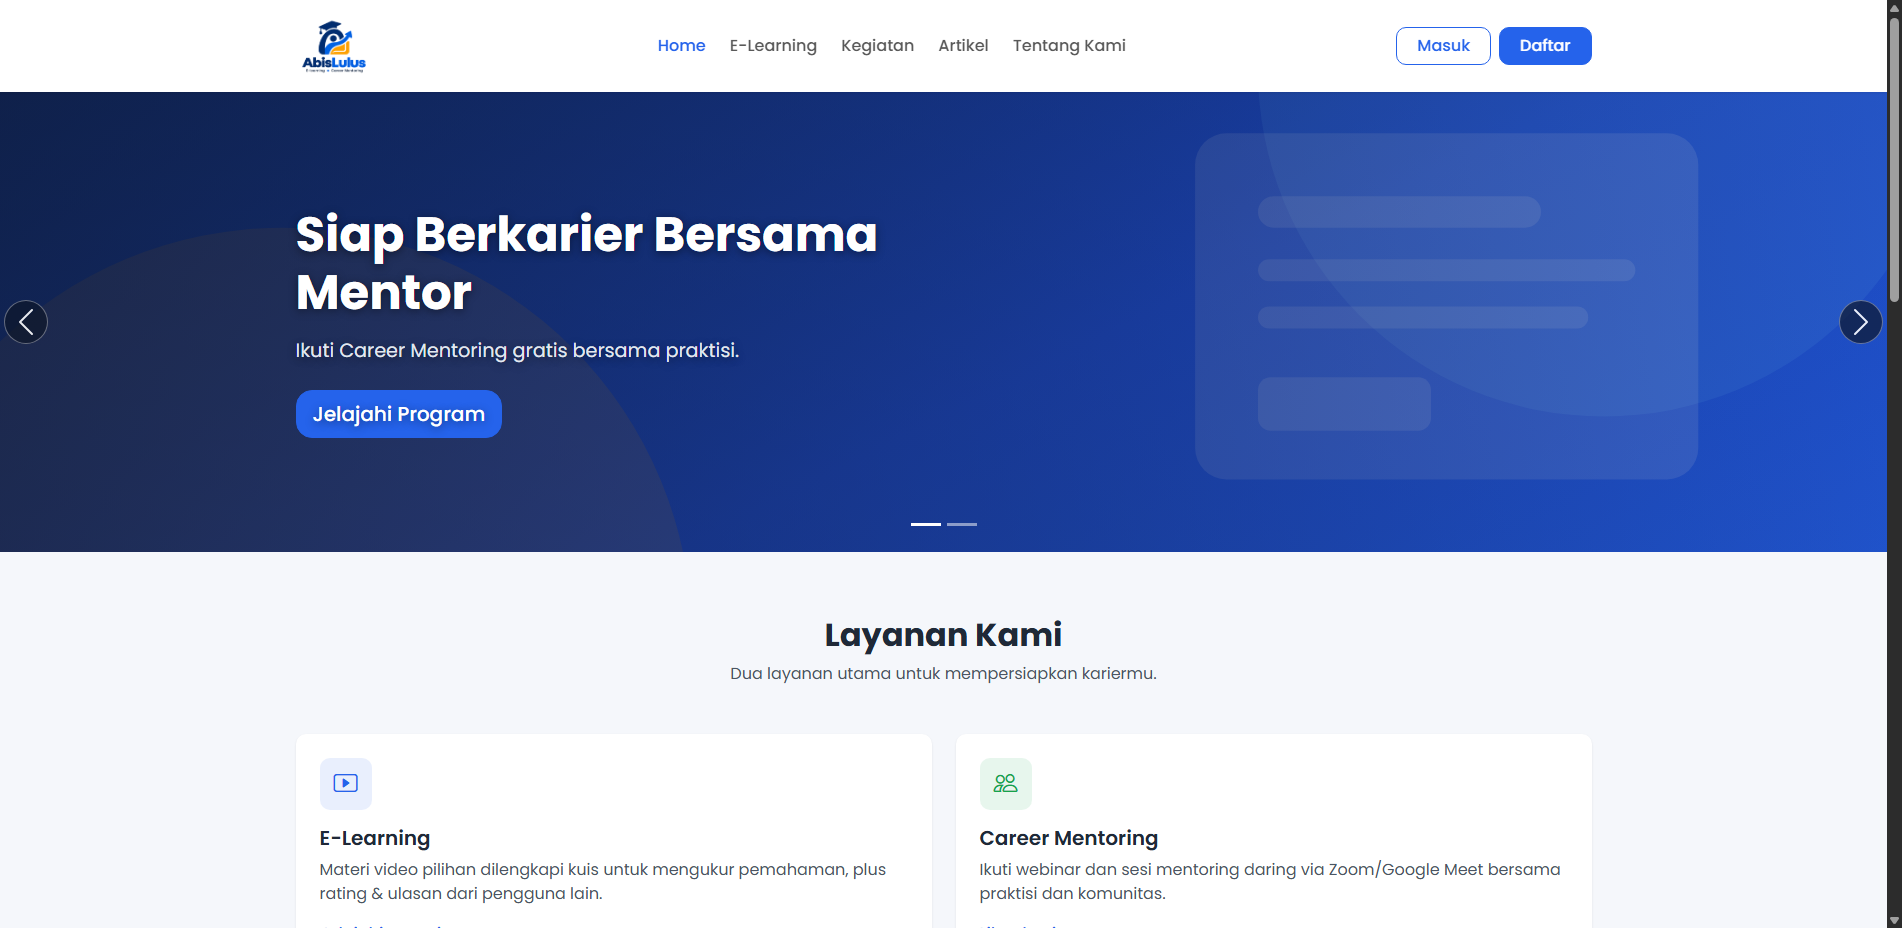 AbisLulus
E-Learning & Career Mentoring
Home
E-Learning
Kegiatan
Artikel
Tentang Kami
Masuk
Daftar
Siap Berkarier Bersama
Mentor
Ikuti Career Mentoring gratis bersama praktisi.
Jelajahi Program
Layanan Kami
Dua layanan utama untuk mempersiapkan kariermu.
E-Learning
Materi video pilihan dilengkapi kuis untuk mengukur pemahaman, plus
rating & ulasan dari pengguna lain.
Career Mentoring
Ikuti webinar dan sesi mentoring daring via Zoom/Google Meet bersama
praktisi dan komunitas.